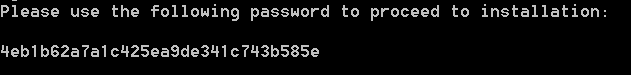 Please use the following password to proceed to installation:
4eb1b62a7a1c425ea9de341c743b585e